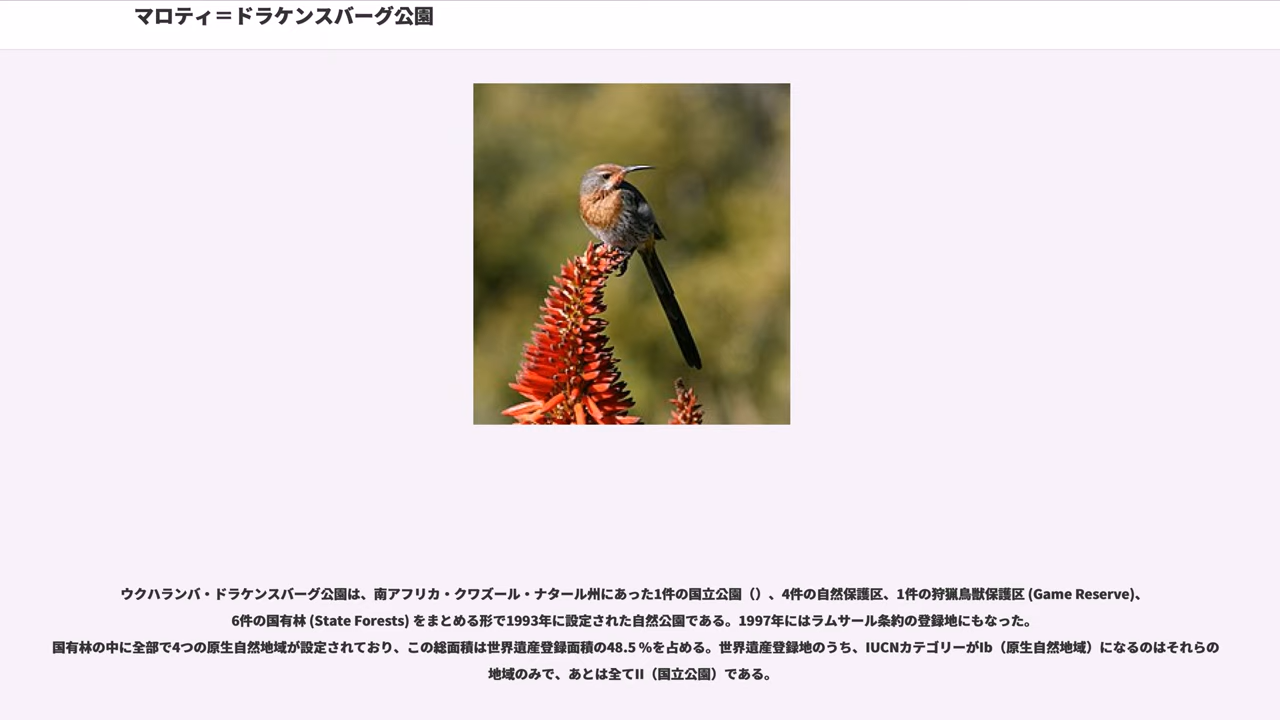 マロティ＝ドラケンスバーグ公園
ウクハランバ・ドラケンスバーグ公園は、南アフリカ・クワズール・ナタール州にあった1件の国立公園（）、4件の自然保護区、1件の狩猟鳥獣保護区 (Game Reserve)、
6件の国有林 (State Forests) をまとめる形で1993年に設定された自然公園である。1997年にはラムサール条約の登録地にもなった。
国有林の中に全部で4つの原生自然地域が設定されており、この総面積は世界遺産登録面積の48.5 %を占める。世界遺産登録地のうち、IUCNカテゴリーがIb（原生自然地域）になるのはそれらの
地域のみで、あとは全てII（国立公園）である。